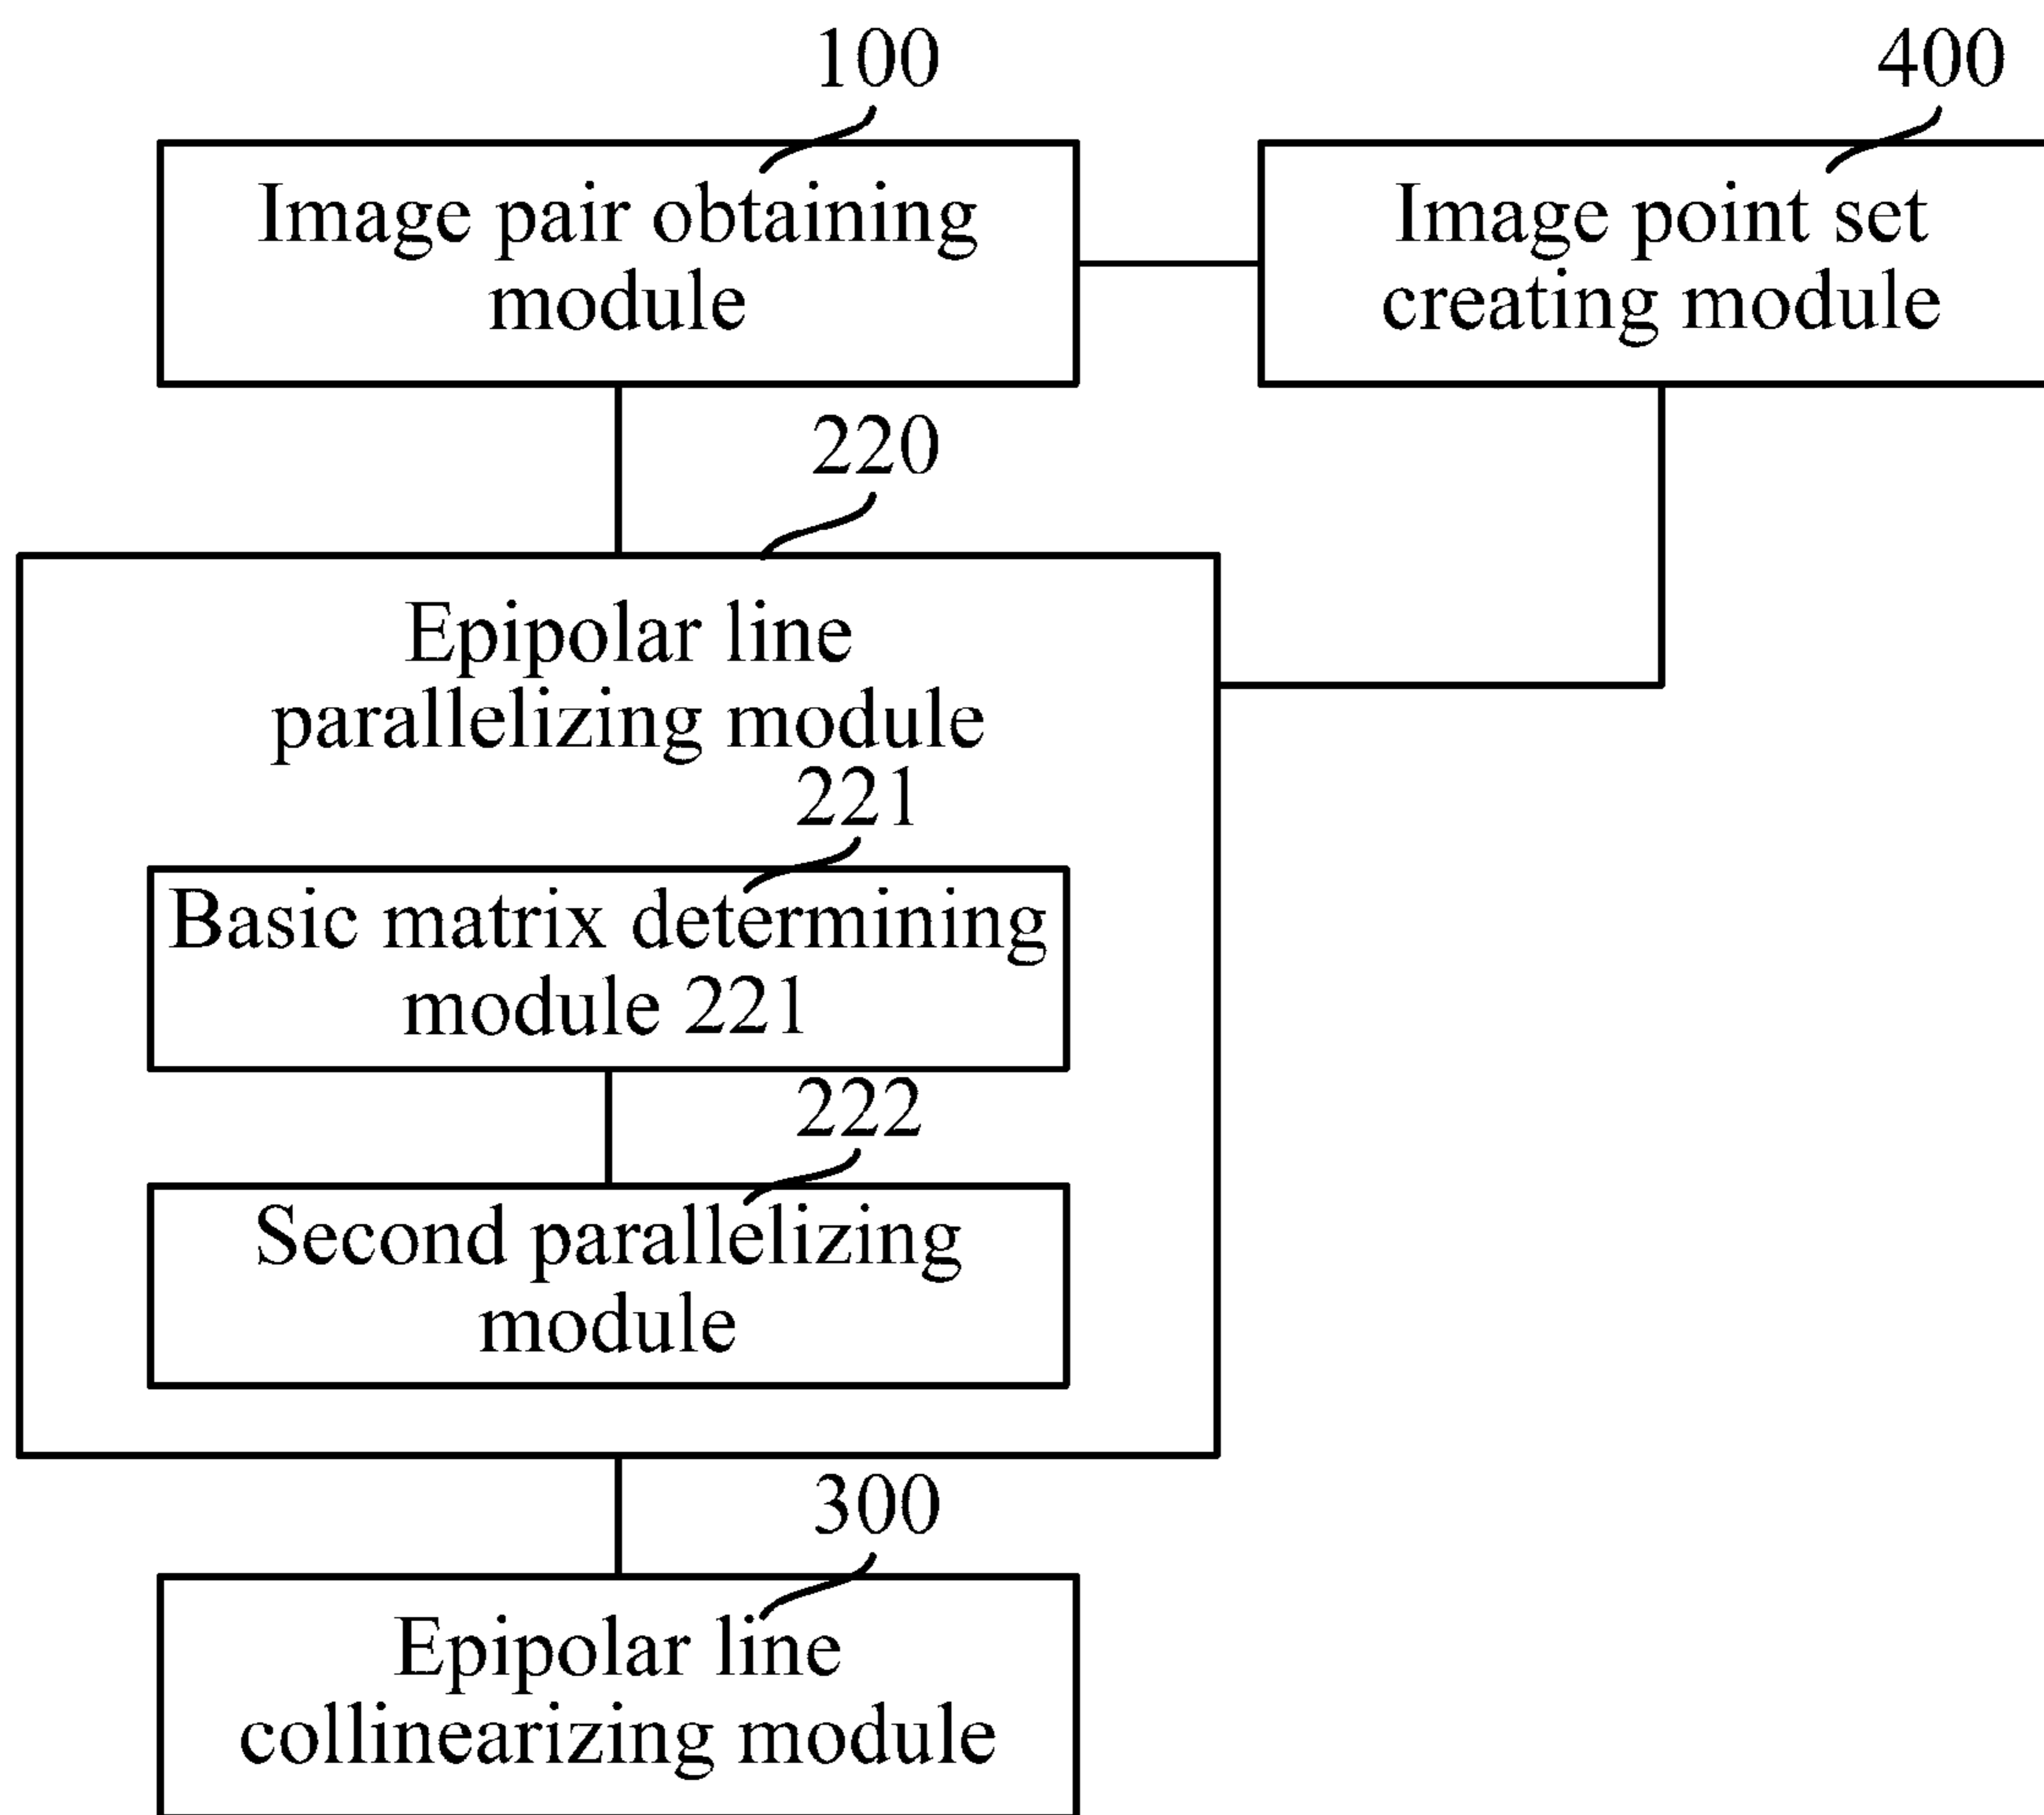 100
Image pair obtaining
module
400
Image point set
creating module
220
Epipolar line
parallelizing module
221
Basic matrix determining
module 221
222
Second parallelizing
module
300
Epipolar line
collinearizing module